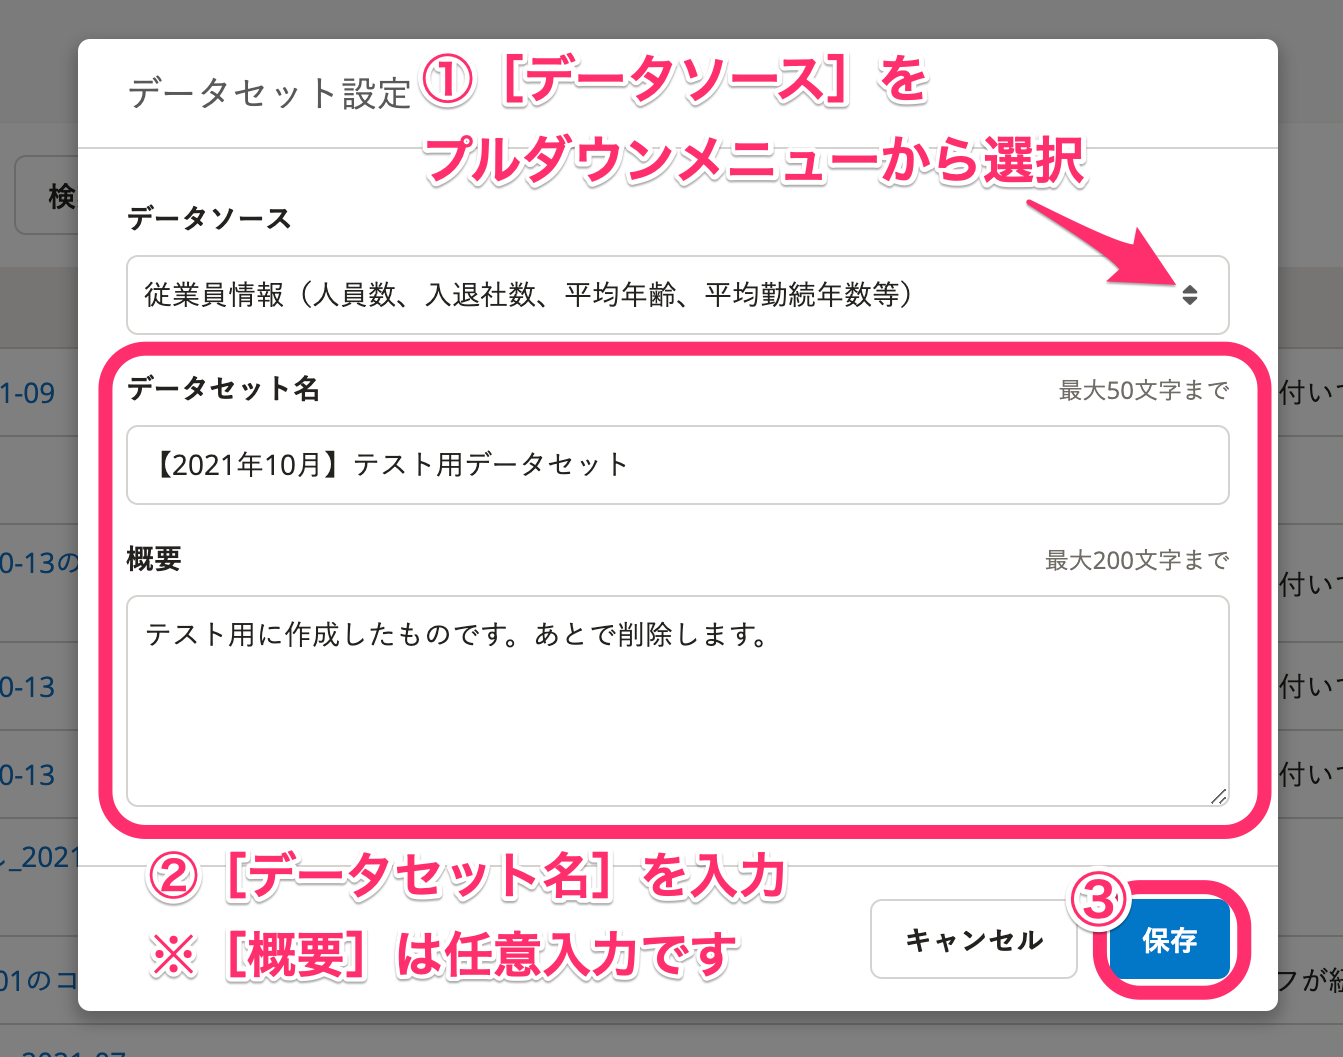 データセット設定
①［データソース］を
プルダウンメニューから選択
検
データソース
従業員情報（人員数、入退社数、平均年齢、平均勤続年数等）
データセット名
最大50文字まで
1-09
付いて
【2021年10月】テスト用データセット
概要
最大200文字まで
0-13の
付いて
テスト用に作成したものです。あとで削除します。
0-13
付いて
0-13
付いて
_2021
②［データセット名］を入力
※［概要］は任意入力です
キャンセル
③
保存
01のコ
フが紐
2021-07